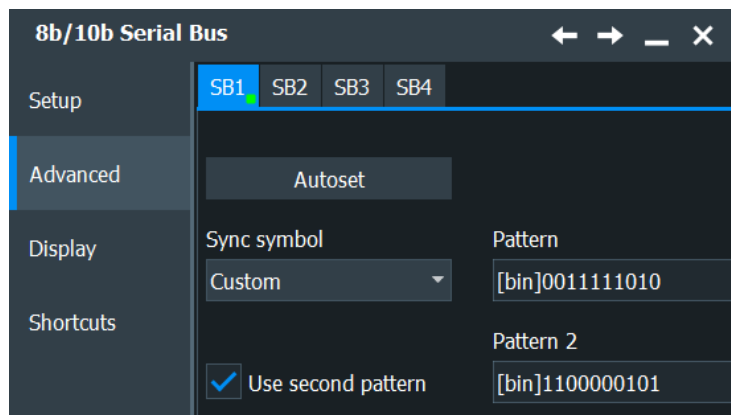 8b/10b Serial Bus
Setup
Advanced
Display
Shortcuts
SB1 SB2 SB3 SB4
Autoset
Sync symbol
Custom
Pattern
[bin]0011111010
Use second pattern
Pattern 2
[bin]1100000101